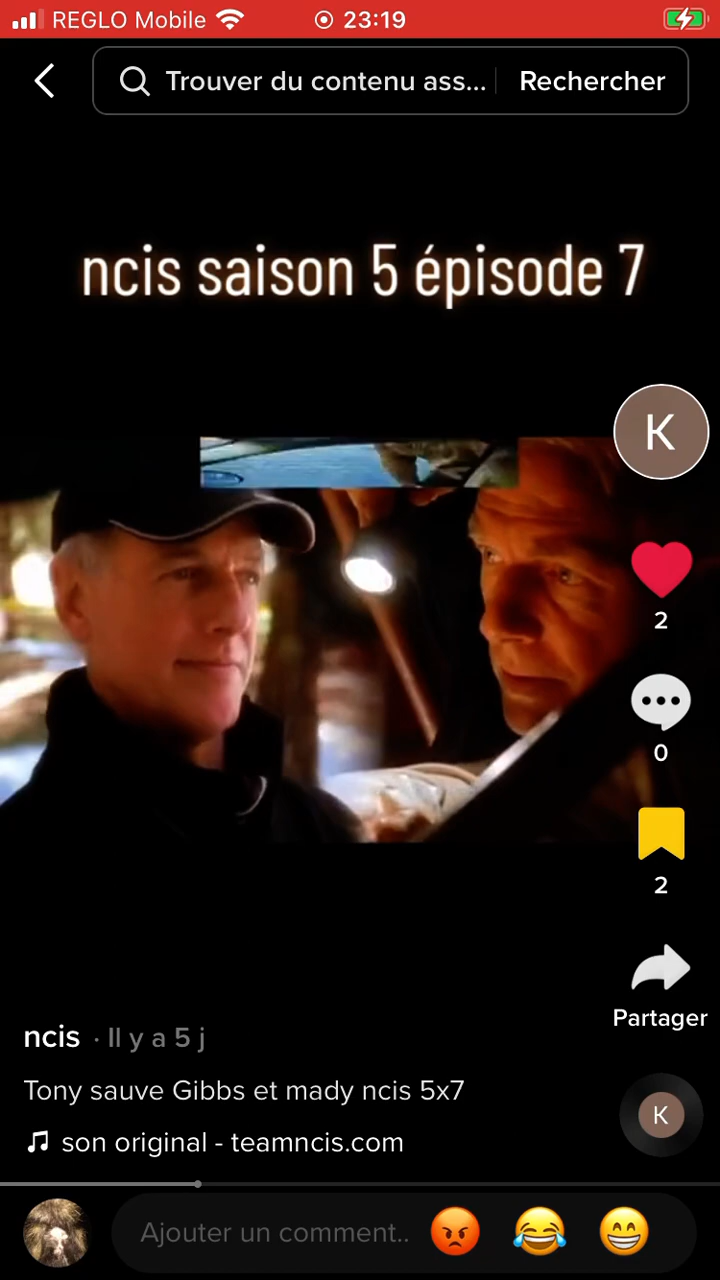 REGLO Mobile 23:19
Trouver du contenu ass... Rechercher
ncis saison 5 épisode 7
K
2
0
2
Partager
ncis · Il y a 5 j
Tony sauve Gibbs et mady ncis 5x7
son original - teamncis.com
K
Ajouter un comment..